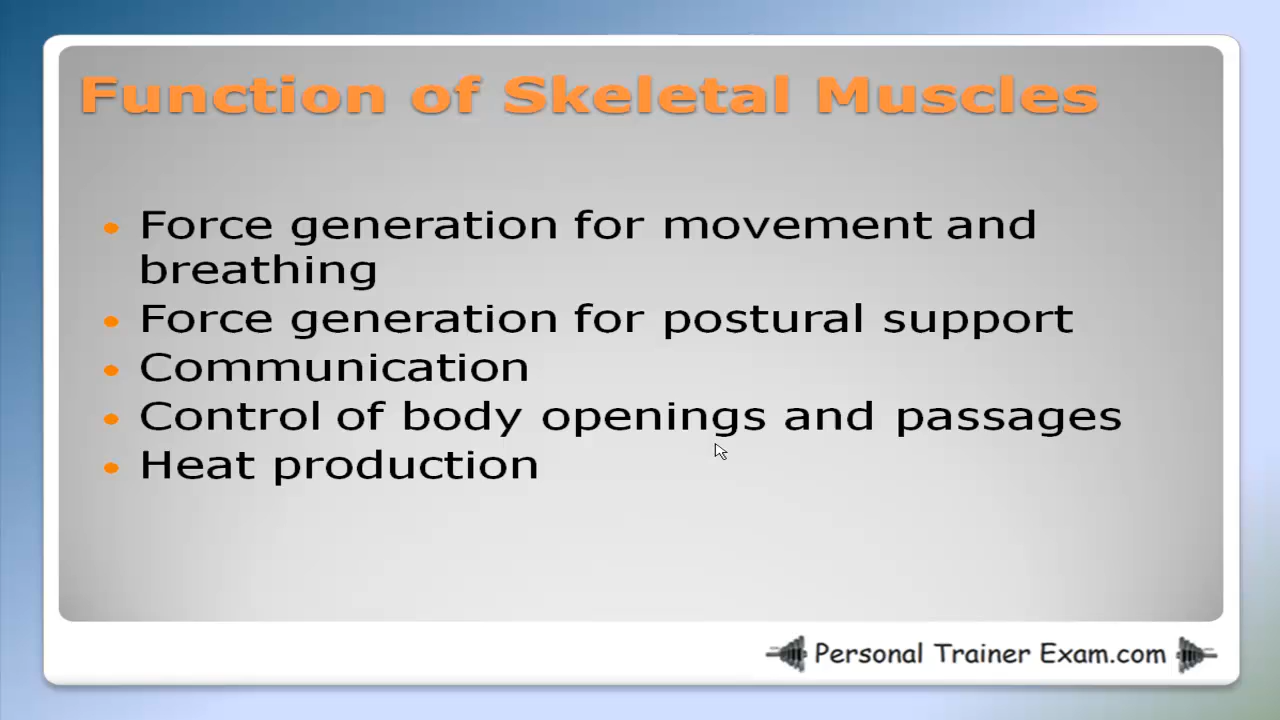 Function of Skeletal Muscles
• Force generation for movement and
breathing
• Force generation for postural support
• Communication
• Control of body openings and passages
• Heat production
Personal Trainer Exam.com